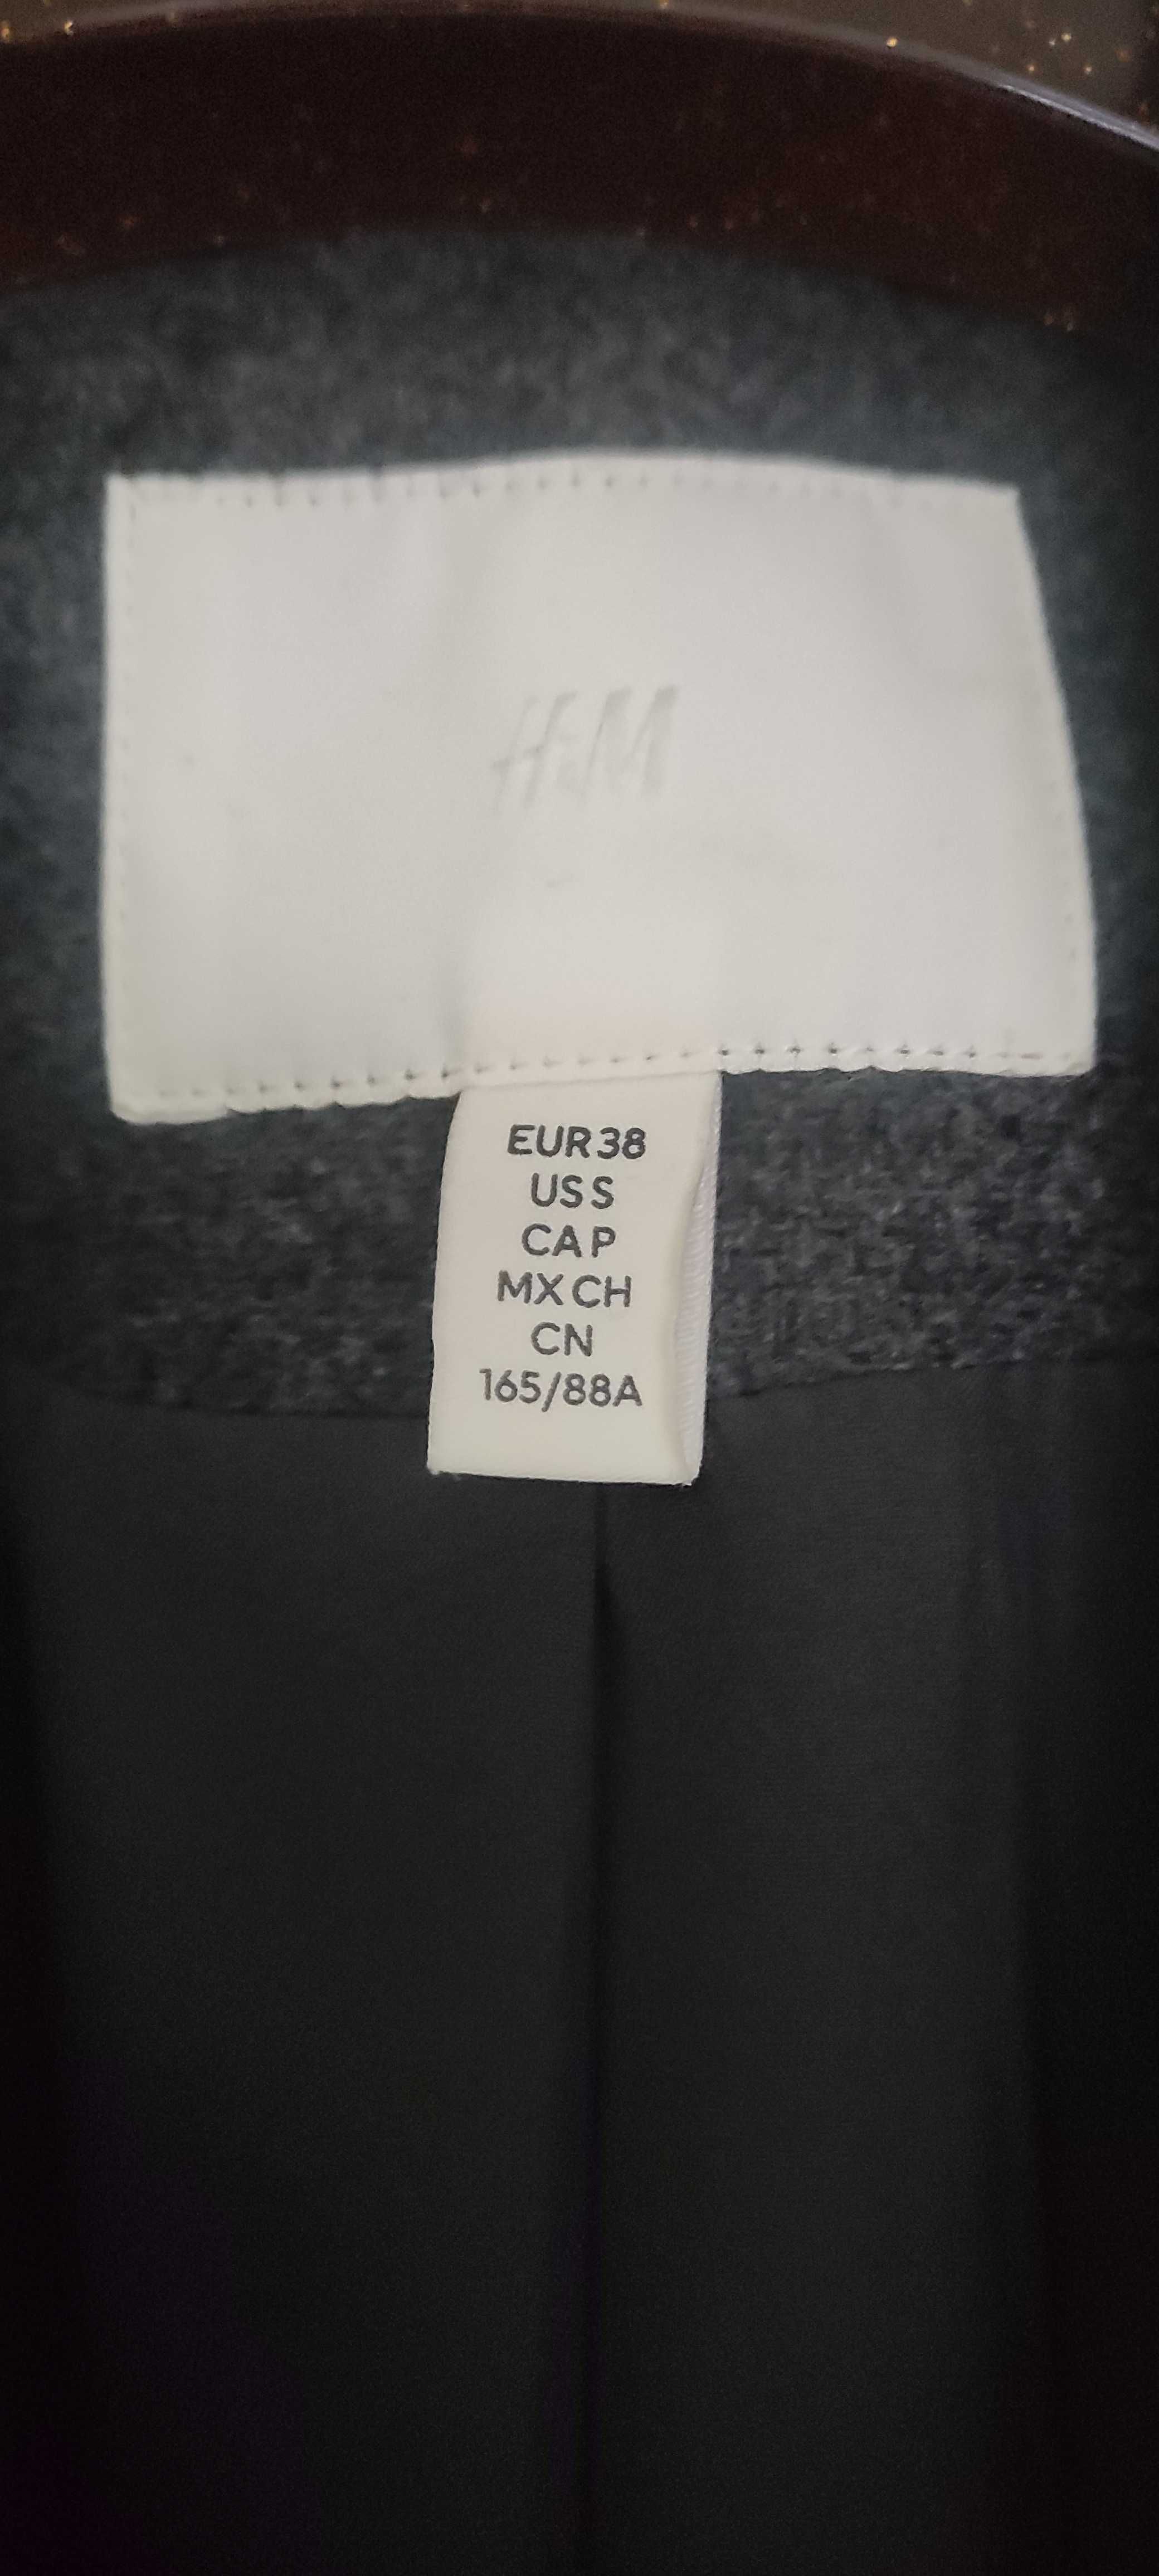 H&M
EUR 38
US S
CA P
MX CH
CN
165/88A